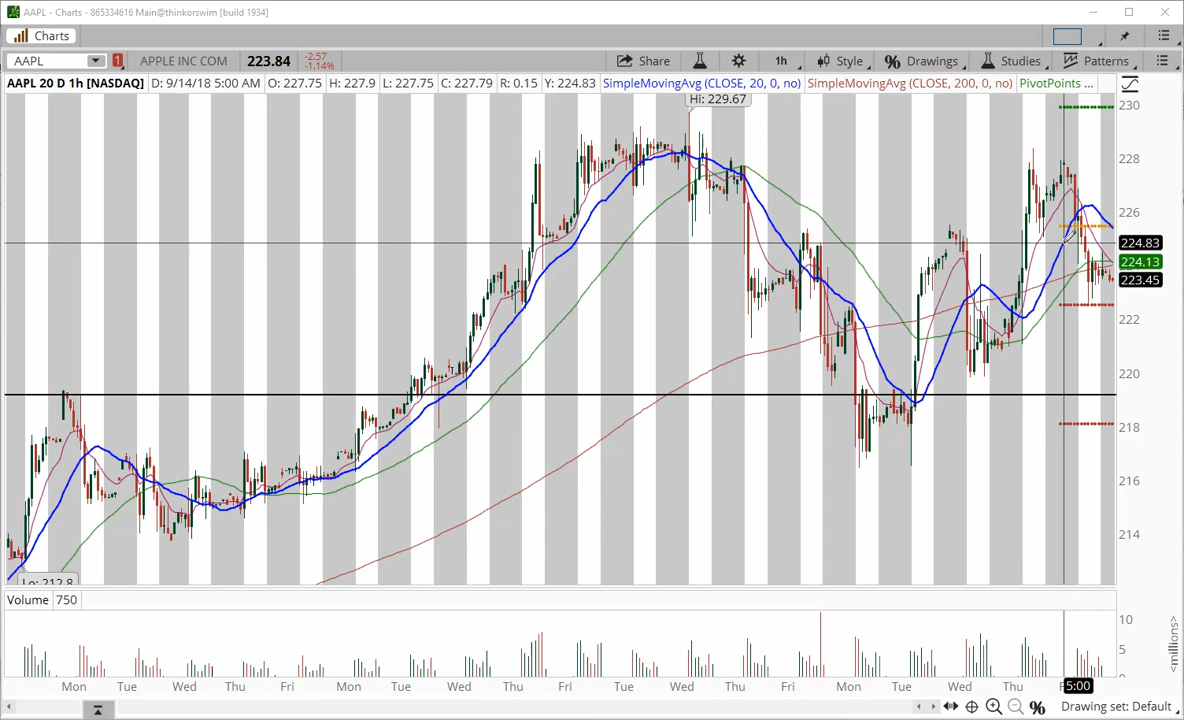 AAPL - Charts - 865334616 Main@thinkorswim [build 1934]
Charts
AAPL 1 APPLE INC COM 223.84 -2.57 -1.14% Share 1h Style % Drawings Studies Patterns
AAPL 20 D 1h [NASDAQ] D: 9/14/18 5:00 AM O: 227.75 H: 227.9 L: 227.75 C: 227.79 R: 0.15 Y: 224.83 SimpleMovingAvg (CLOSE, 20, 0, no) SimpleMovingAvg (CLOSE, 200, 0, no) PivotPoints ...
Hi: 229.67
230
228
226
224.83
224.13
223.45
222
220
218
216
214
Lo: 212.8
Volume 750
10
5
0
<millions>
Mon Tue Wed Thu Fri Mon Tue Wed Thu Fri Tue Wed Thu Fri Mon Tue Wed Thu F 5:00
% Drawing set: Default